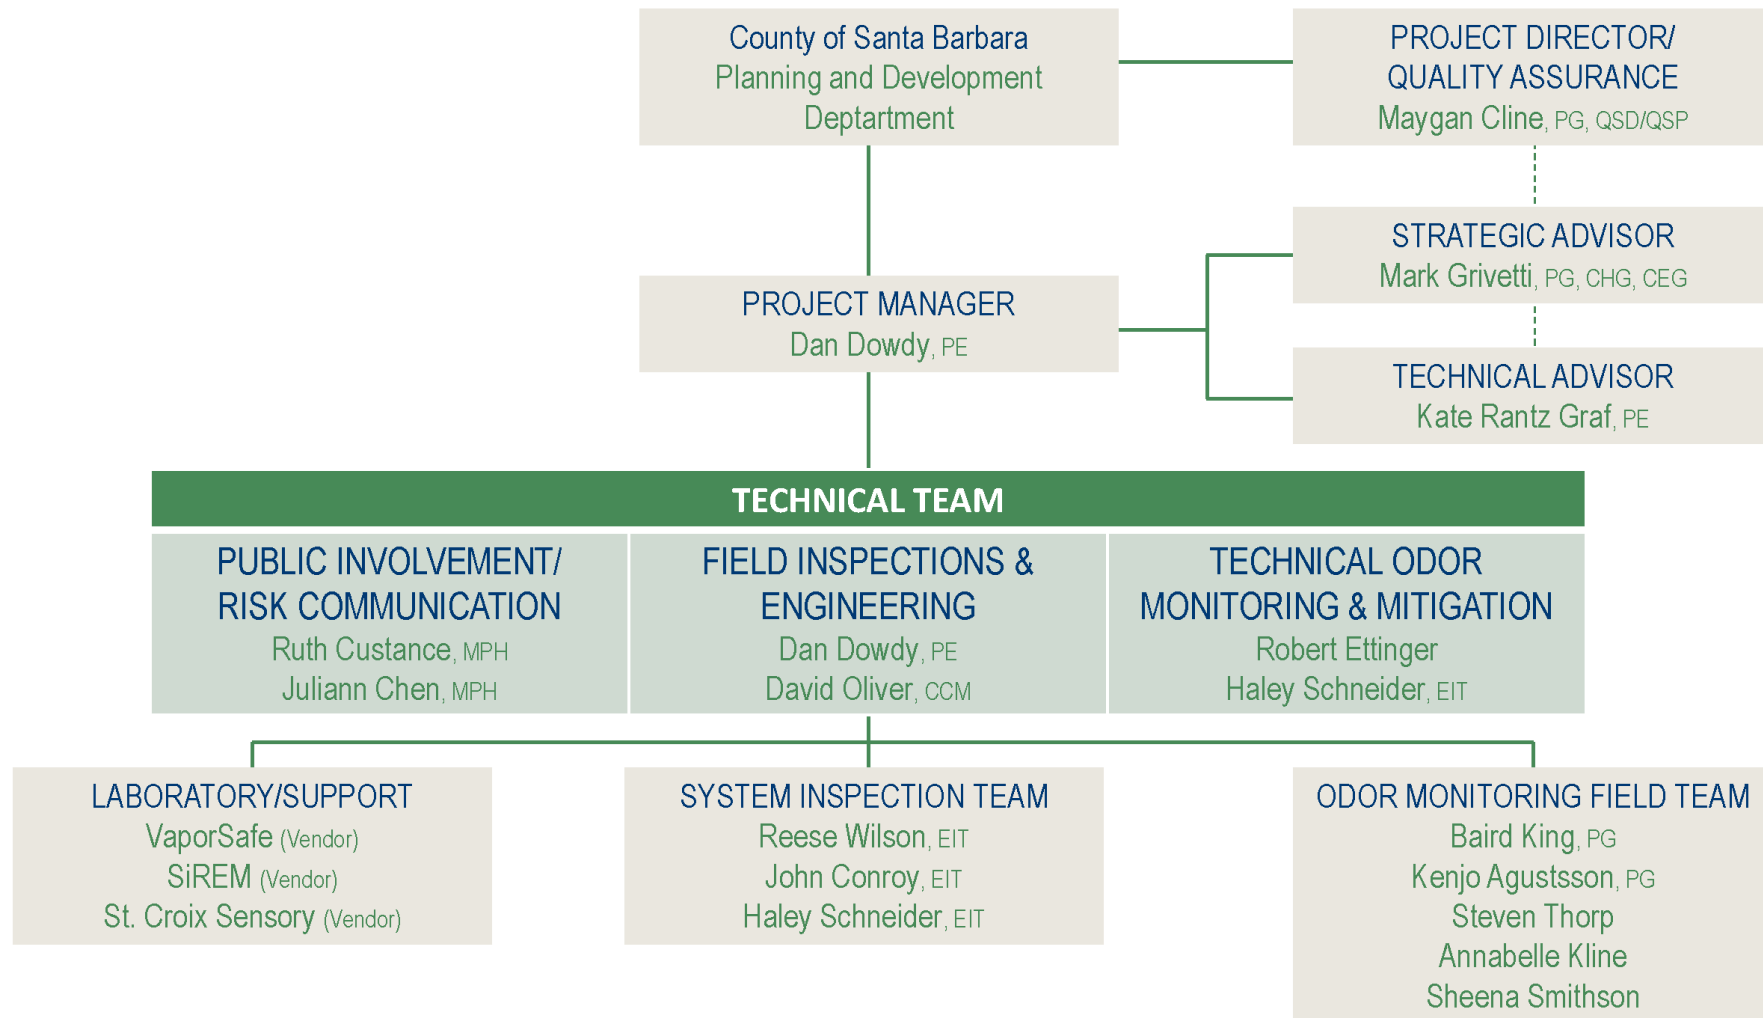 County of Santa Barbara
Planning and Development
Deptartment
PROJECT DIRECTOR/
QUALITY ASSURANCE
Maygan Cline, PG, QSD/QSP
STRATEGIC ADVISOR
Mark Grivetti, PG, CHG, CEG
PROJECT MANAGER
Dan Dowdy, PE
TECHNICAL ADVISOR
Kate Rantz Graf, PE
TECHNICAL TEAM
PUBLIC INVOLVEMENT/
RISK COMMUNICATION
Ruth Custance, MPH
Juliann Chen, MPH
FIELD INSPECTIONS &
ENGINEERING
Dan Dowdy, PE
David Oliver, CCM
TECHNICAL ODOR
MONITORING & MITIGATION
Robert Ettinger
Haley Schneider, EIT
LABORATORY/SUPPORT
VaporSafe (Vendor)
SiREM (Vendor)
St. Croix Sensory (Vendor)
SYSTEM INSPECTION TEAM
Reese Wilson, EIT
John Conroy, EIT
Haley Schneider, EIT
ODOR MONITORING FIELD TEAM
Baird King, PG
Kenjo Agustsson, PG
Steven Thorp
Annabelle Kline
Sheena Smithson